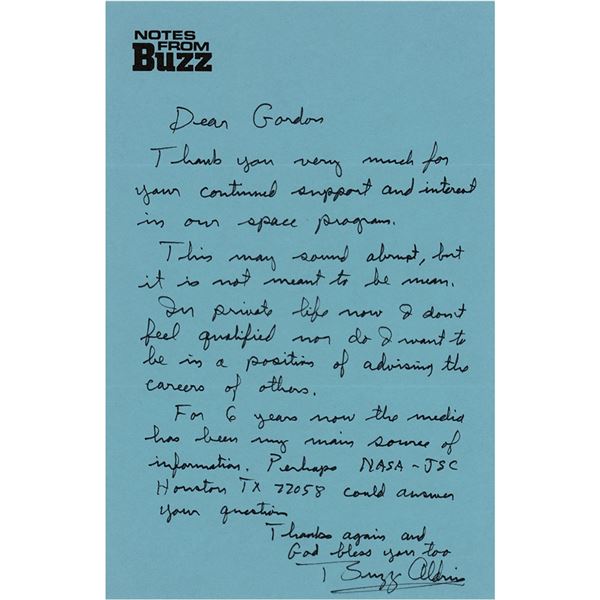 NOTES
FROM
Buzz
Dear Gordon
Thank you very much for
your continued support and interest
in our space program.
This may sound abrupt, but
it is not meant to be mean.
In private life now I don't
feel qualified nor do I want to
be in a position of advising the
careers of others.
For 6 years now the media
has been my main source of
information. Perhaps NASA-JSC
Houston TX 77058 could answer
your question
Thanks again and
God bless you too
Buzz Aldrin